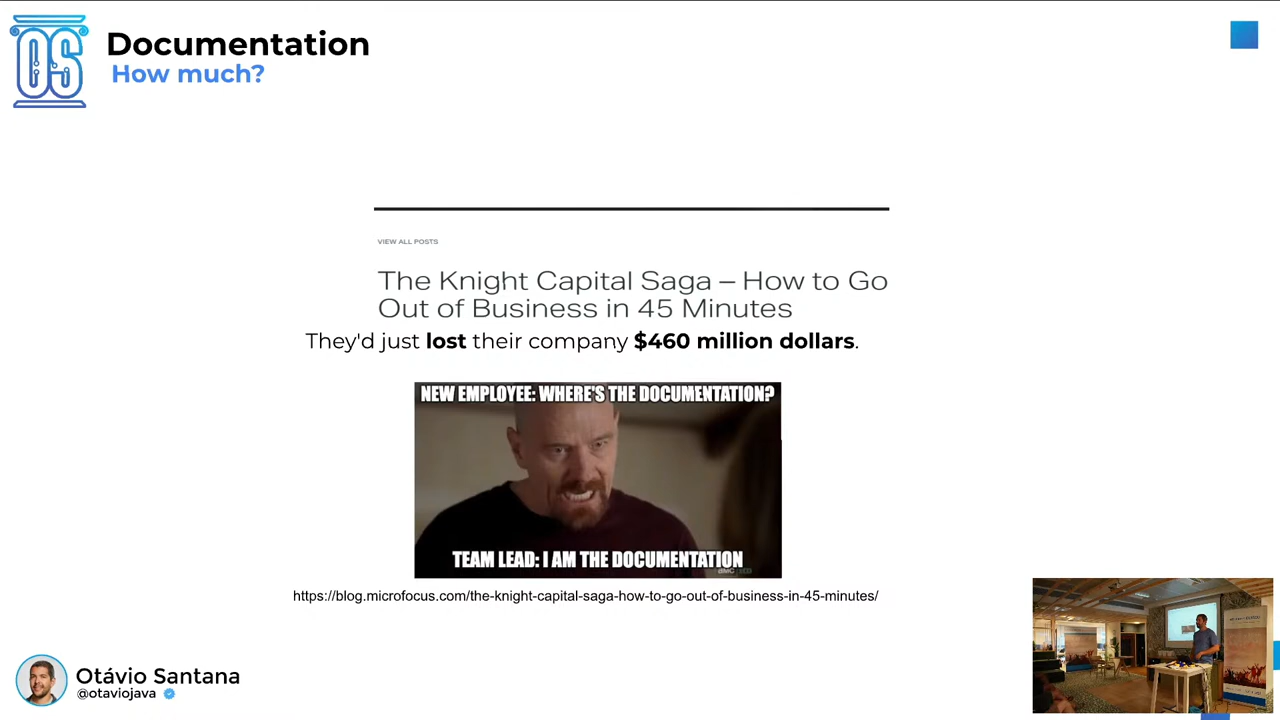 OS
Documentation
How much?
VIEW ALL POSTS
The Knight Capital Saga – How to Go
Out of Business in 45 Minutes
They'd just lost their company $460 million dollars.
NEW EMPLOYEE: WHERE'S THE DOCUMENTATION?
TEAM LEAD: I AM THE DOCUMENTATION
https://blog.microfocus.com/the-knight-capital-saga-how-to-go-out-of-business-in-45-minutes/
Otávio Santana
@otaviojava